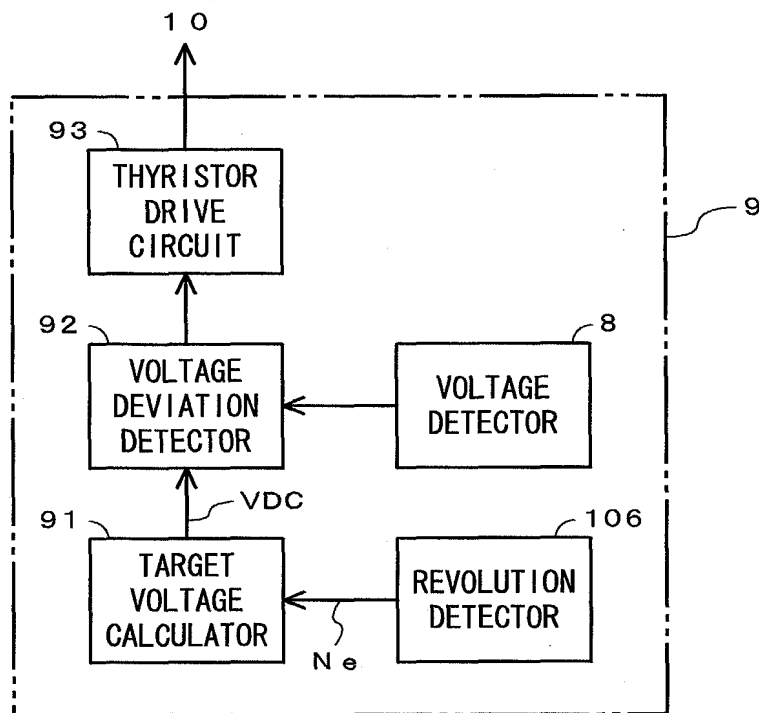 10
93
THYRISTOR
DRIVE
CIRCUIT
9
92
VOLTAGE
DEVIATION
DETECTOR
8
VOLTAGE
DETECTOR
VDC
91
TARGET
VOLTAGE
CALCULATOR
106
REVOLUTION
DETECTOR
Ne